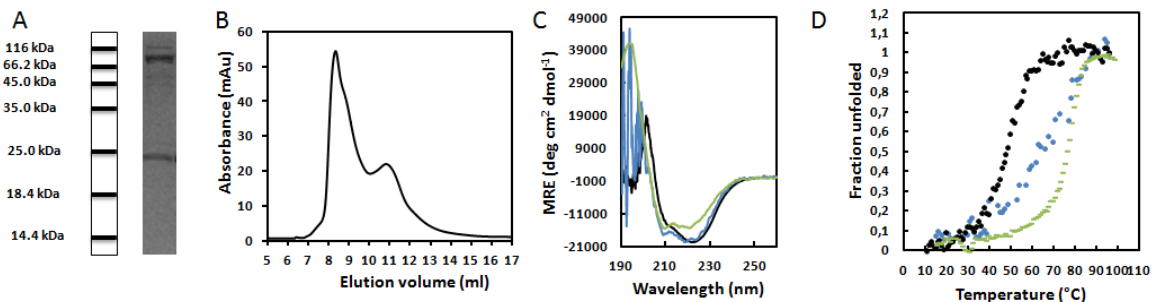 A
116 kDa
66.2 kDa
45.0 kDa
35.0 kDa
25.0 kDa
18.4 kDa
14.4 kDa
B
Absorbance (mAu)
60
50
40
30
20
10
0
5 6 7 8 9 10 11 12 13 14 15 16 17
Elution volume (ml)
C
MRE (deg cm² dmol⁻¹)
49000
39000
29000
19000
9000
-1000
-11000
-21000
190 210 230 250
Wavelength (nm)
D
Fraction unfolded
1,2
1,1
1
0,9
0,8
0,7
0,6
0,5
0,4
0,3
0,2
0,1
0
0 10 20 30 40 50 60 70 80 90 100 110
Temperature (°C)